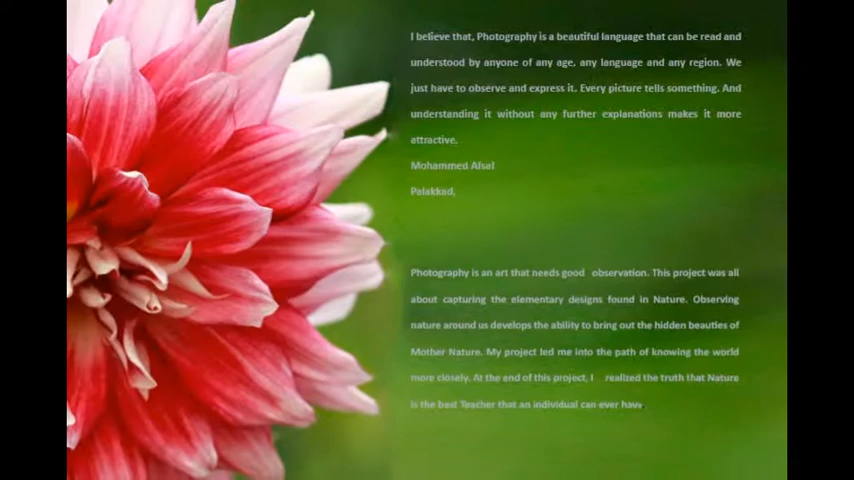 I believe that, Photography is a beautiful language that can be read and
understood by anyone of any age, any language and any region. We
just have to observe and express it. Every picture tells something. And
understanding it without any further explanations makes it more
attractive.
Mohammed Afsal
Palakkad,
Photography is an art that needs good observation. This project was all
about capturing the elementary designs found in Nature. Observing
nature around us develops the ability to bring out the hidden beauties of
Mother Nature. My project led me into the path of knowing the world
more closely. At the end of this project, I realized the truth that Nature
is the best Teacher that an individual can ever have.